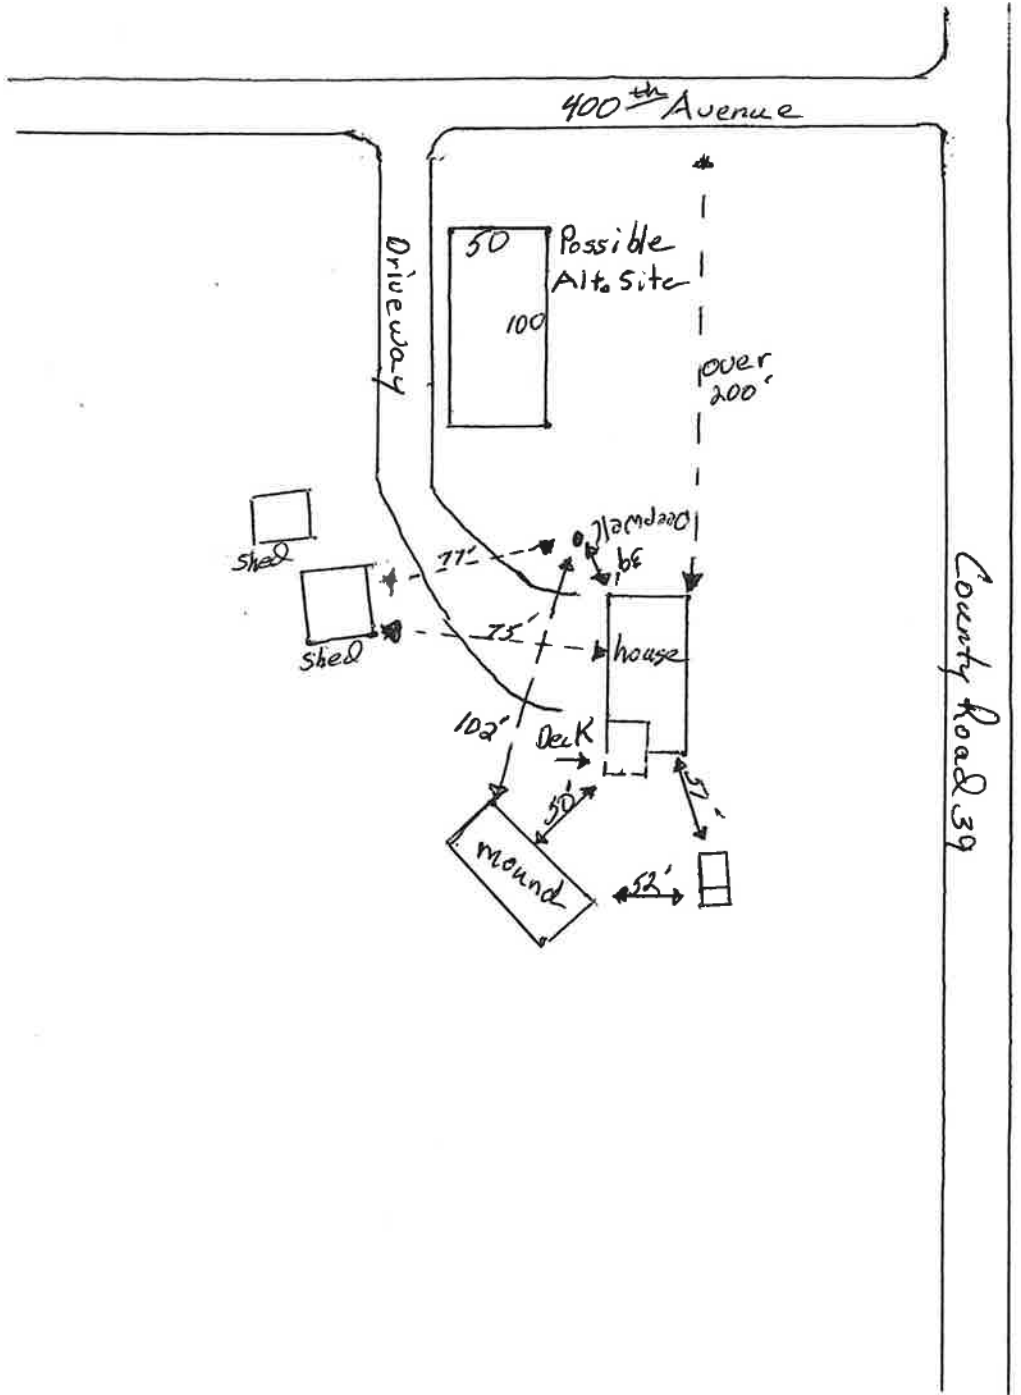 400th Avenue
Driveway
50
Possible
Alt. Site
100
over
200'
Deepwell
39'
shed
77'
shed
75'
house
102'
Deck
50'
57'
mound
52'
County Road 39